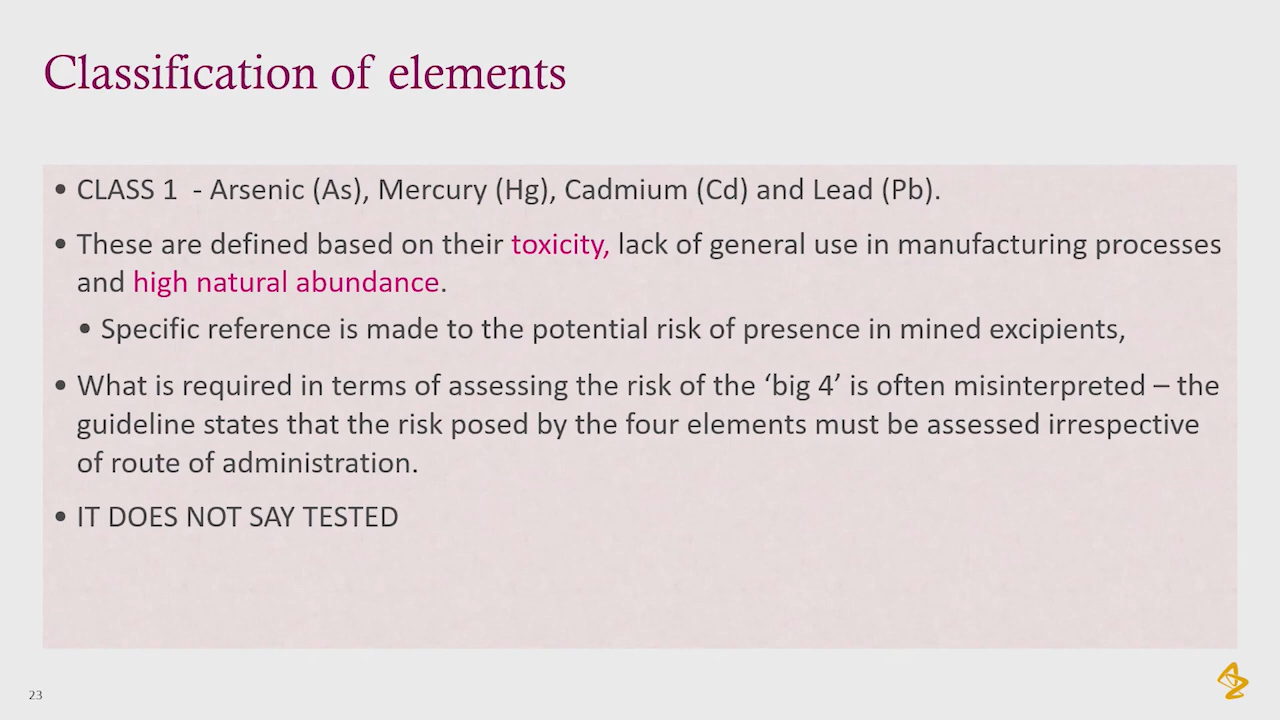 Classification of elements
• CLASS 1  - Arsenic (As), Mercury (Hg), Cadmium (Cd) and Lead (Pb).
• These are defined based on their toxicity, lack of general use in manufacturing processes
and high natural abundance.
• Specific reference is made to the potential risk of presence in mined excipients,
• What is required in terms of assessing the risk of the ‘big 4’ is often misinterpreted – the
guideline states that the risk posed by the four elements must be assessed irrespective
of route of administration.
• IT DOES NOT SAY TESTED
23